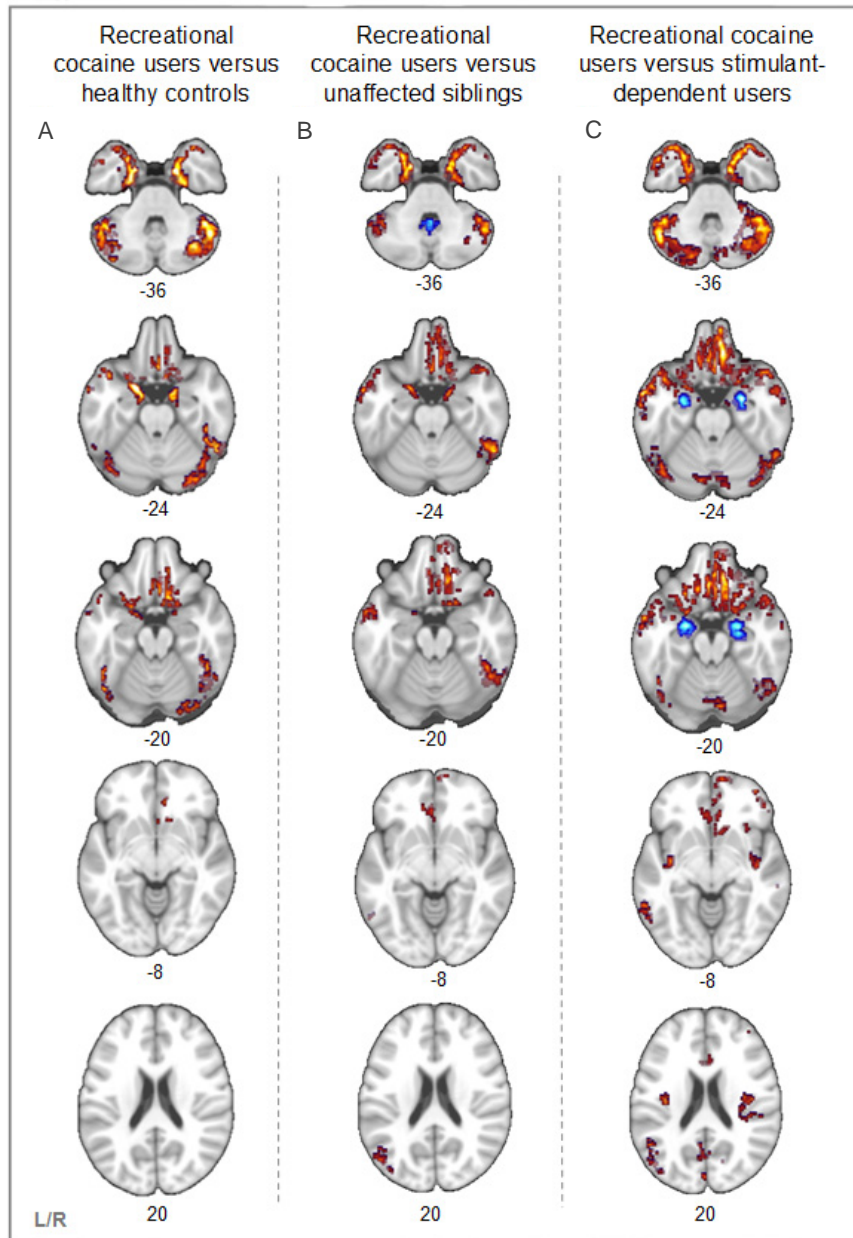 Recreational
cocaine users versus
healthy controls
Recreational
cocaine users versus
unaffected siblings
Recreational cocaine
users versus stimulant-
dependent users
A
B
C
-36
-36
-36
-24
-24
-24
-20
-20
-20
-8
-8
-8
20
20
20
L/R